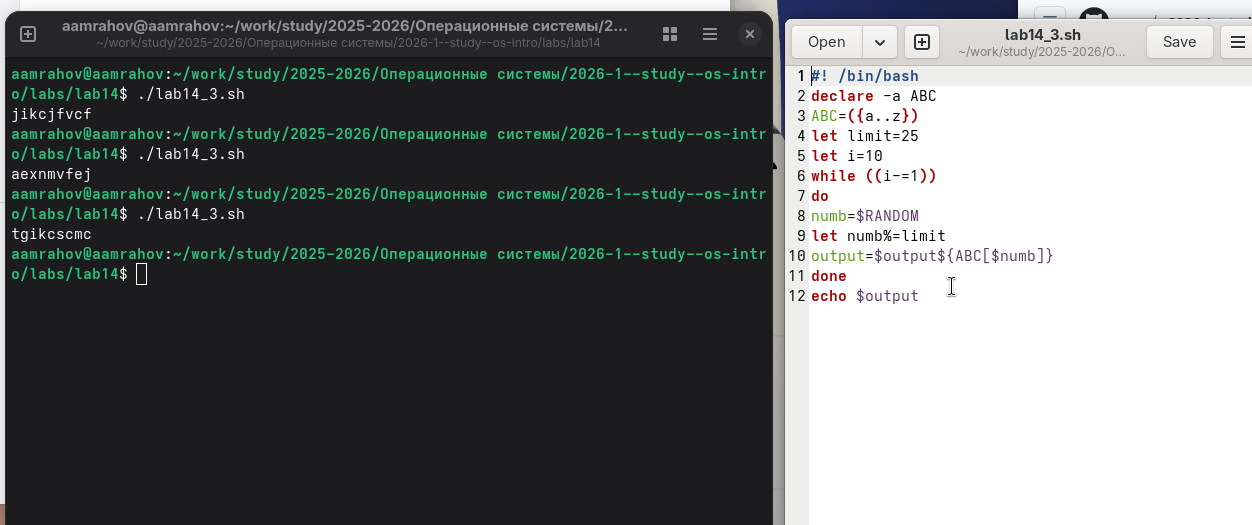 aamrahov@aamrahov:~/work/study/2025-2026/Операционные системы/2...
~/work/study/2025-2026/Операционные системы/2026-1--study--os-intro/labs/lab14
aamrahov@aamrahov:~/work/study/2025-2026/Операционные системы/2026-1--study--os-intr
o/labs/lab14$ ./lab14_3.sh
jikcjfvcf
aamrahov@aamrahov:~/work/study/2025-2026/Операционные системы/2026-1--study--os-intr
o/labs/lab14$ ./lab14_3.sh
aexnmvfej
aamrahov@aamrahov:~/work/study/2025-2026/Операционные системы/2026-1--study--os-intr
o/labs/lab14$ ./lab14_3.sh
tgikcscmc
aamrahov@aamrahov:~/work/study/2025-2026/Операционные системы/2026-1--study--os-intr
o/labs/lab14$
Open
lab14_3.sh
~/work/study/2025-2026/О...
Save
1 #! /bin/bash
2 declare -a ABC
3 ABC=({a..z})
4 let limit=25
5 let i=10
6 while ((i-=1))
7 do
8 numb=$RANDOM
9 let numb%=limit
10 output=$output${ABC[$numb]}
11 done
12 echo $output